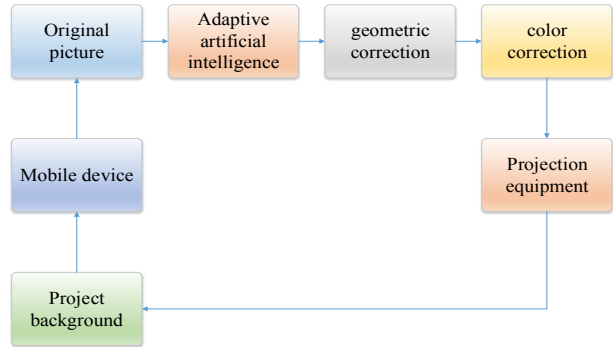 Original
picture
Adaptive
artificial
intelligence
geometric
correction
color
correction
Mobile device
Projection
equipment
Project
background